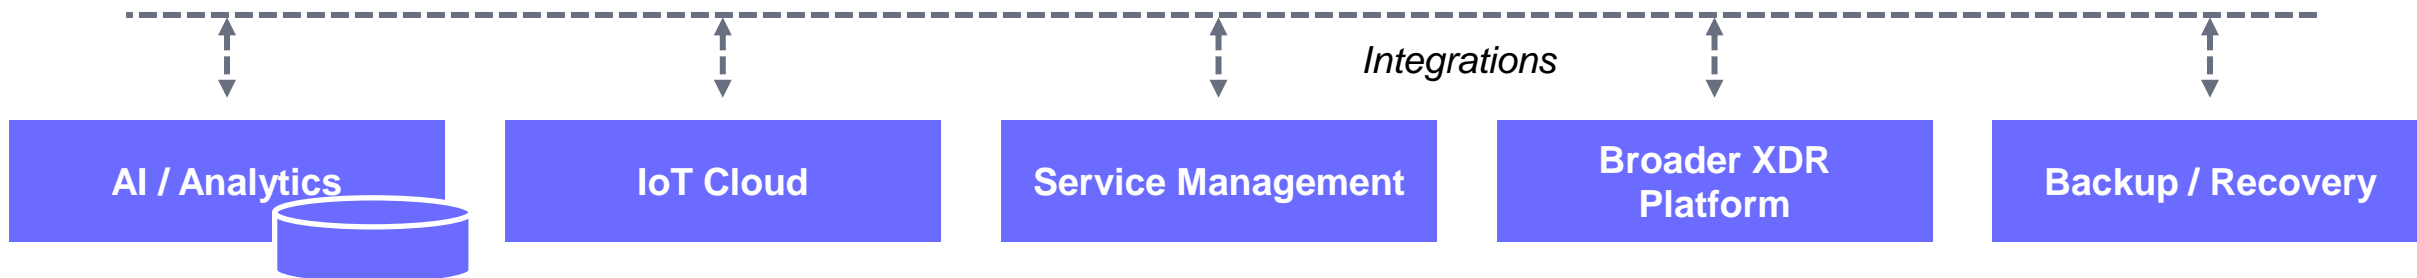 Integrations
AI / Analytics
IoT Cloud
Service Management
Broader XDR
Platform
Backup / Recovery